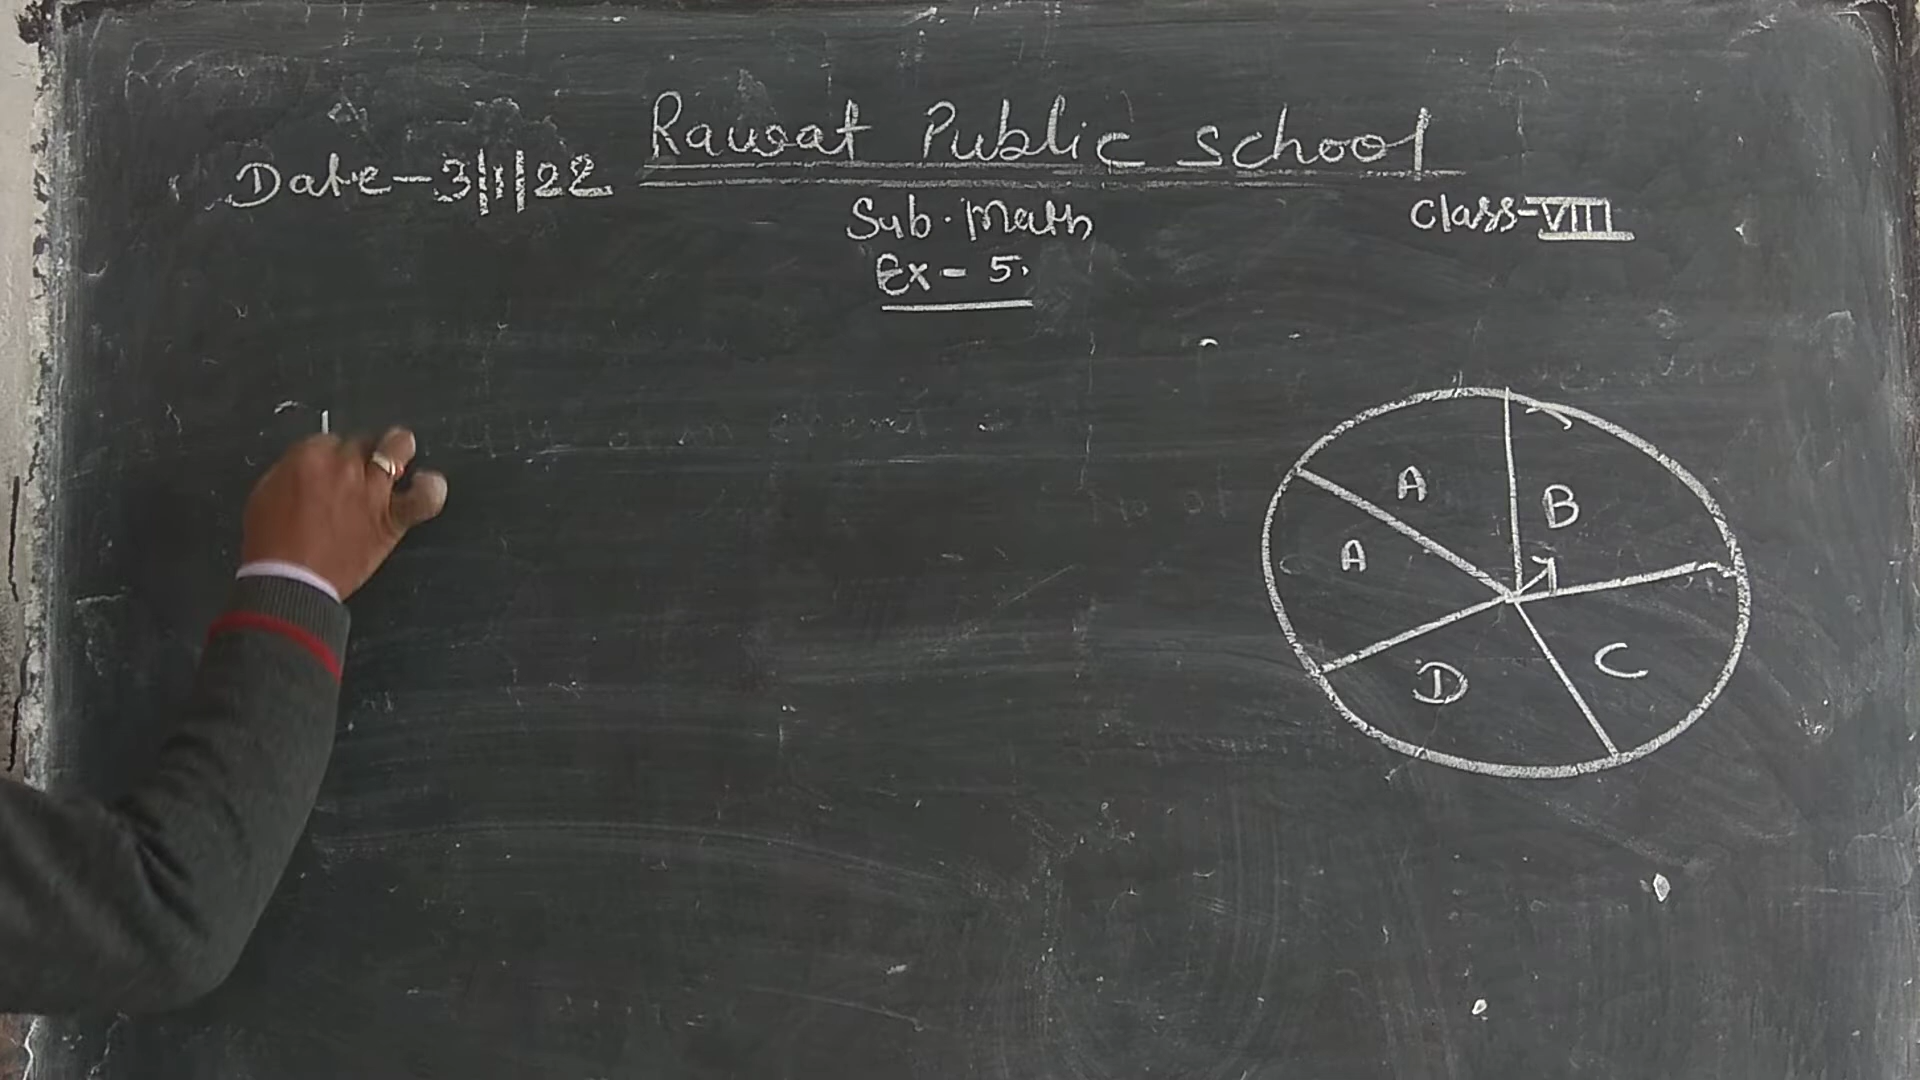 Rawat Public School
Date-3|1|22
Sub. Math
Class-VIII
Ex- 5.
A
B
A
C
D